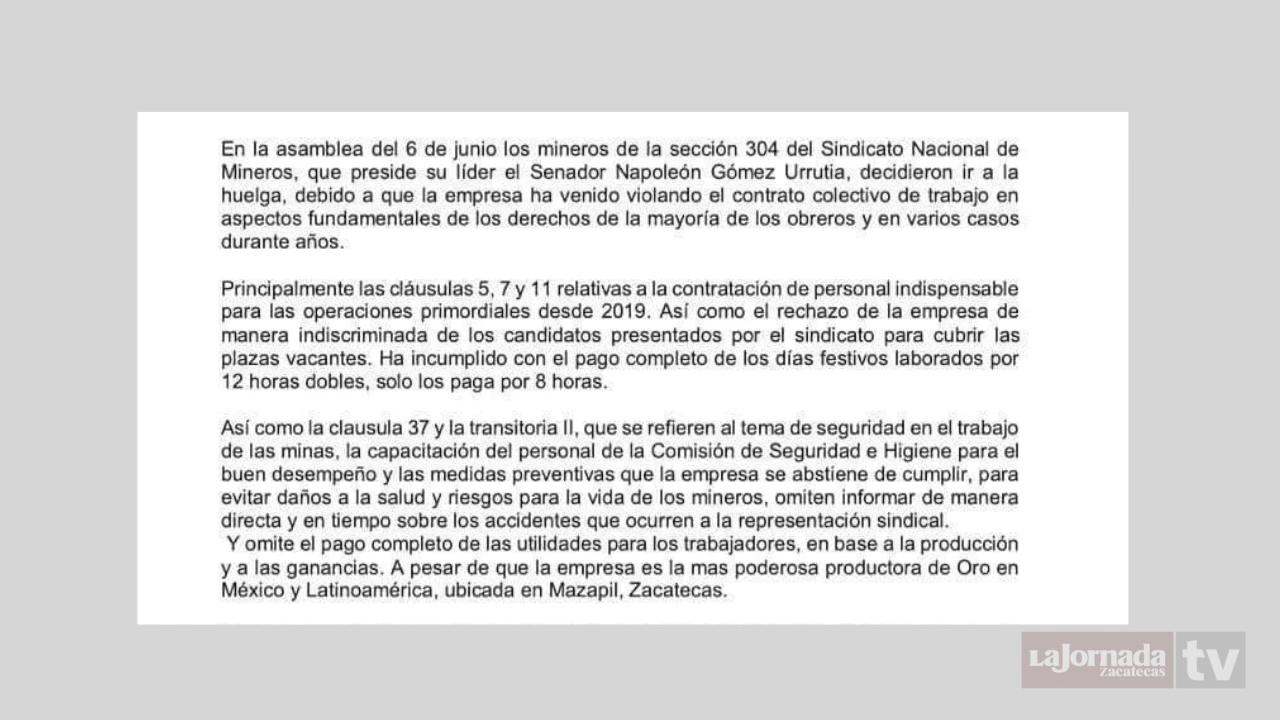 En la asamblea del 6 de junio los mineros de la sección 304 del Sindicato Nacional de
Mineros, que preside su líder el Senador Napoleón Gómez Urrutia, decidieron ir a la
huelga, debido a que la empresa ha venido violando el contrato colectivo de trabajo en
aspectos fundamentales de los derechos de la mayoría de los obreros y en varios casos
durante años.
Principalmente las cláusulas 5, 7 y 11 relativas a la contratación de personal indispensable
para las operaciones primordiales desde 2019. Así como el rechazo de la empresa de
manera indiscriminada de los candidatos presentados por el sindicato para cubrir las
plazas vacantes. Ha incumplido con el pago completo de los días festivos laborados por
12 horas dobles, solo los paga por 8 horas.
Así como la clausula 37 y la transitoria II, que se refieren al tema de seguridad en el trabajo
de las minas, la capacitación del personal de la Comisión de Seguridad e Higiene para el
buen desempeño y las medidas preventivas que la empresa se abstiene de cumplir, para
evitar daños a la salud y riesgos para la vida de los mineros, omiten informar de manera
directa y en tiempo sobre los accidentes que ocurren a la representación sindical.
Y omite el pago completo de las utilidades para los trabajadores, en base a la producción
y a las ganancias. A pesar de que la empresa es la mas poderosa productora de Oro en
México y Latinoamérica, ubicada en Mazapil, Zacatecas.
La Jornada
Zacatecas
tv